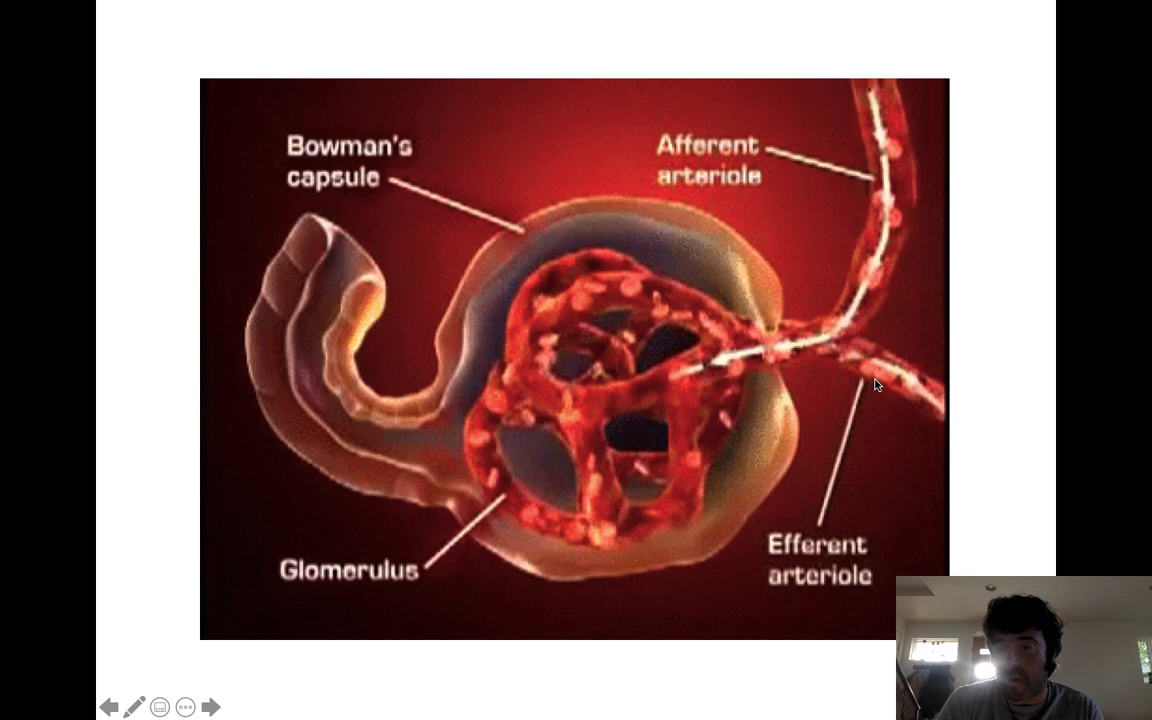 Bowman's
capsule
Afferent
arteriole
Glomerulus
Efferent
arteriole